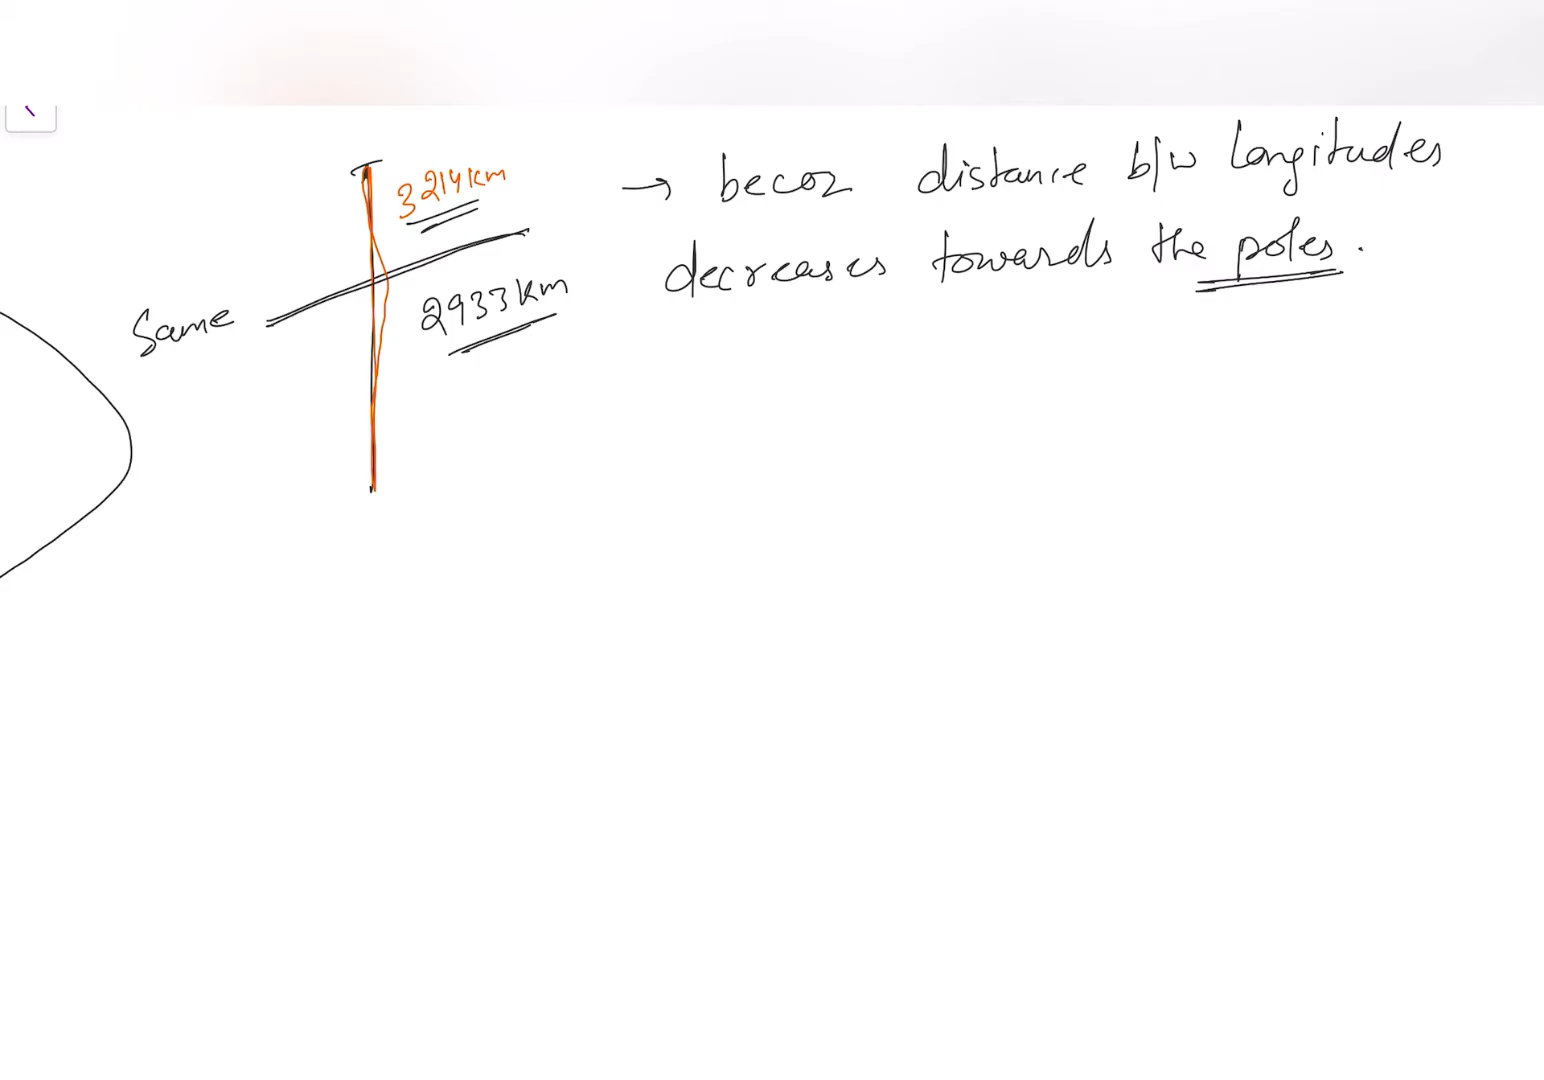 3214km
→ becoz distance b/w Longitudes
decreases towards the poles.
2933km
Same